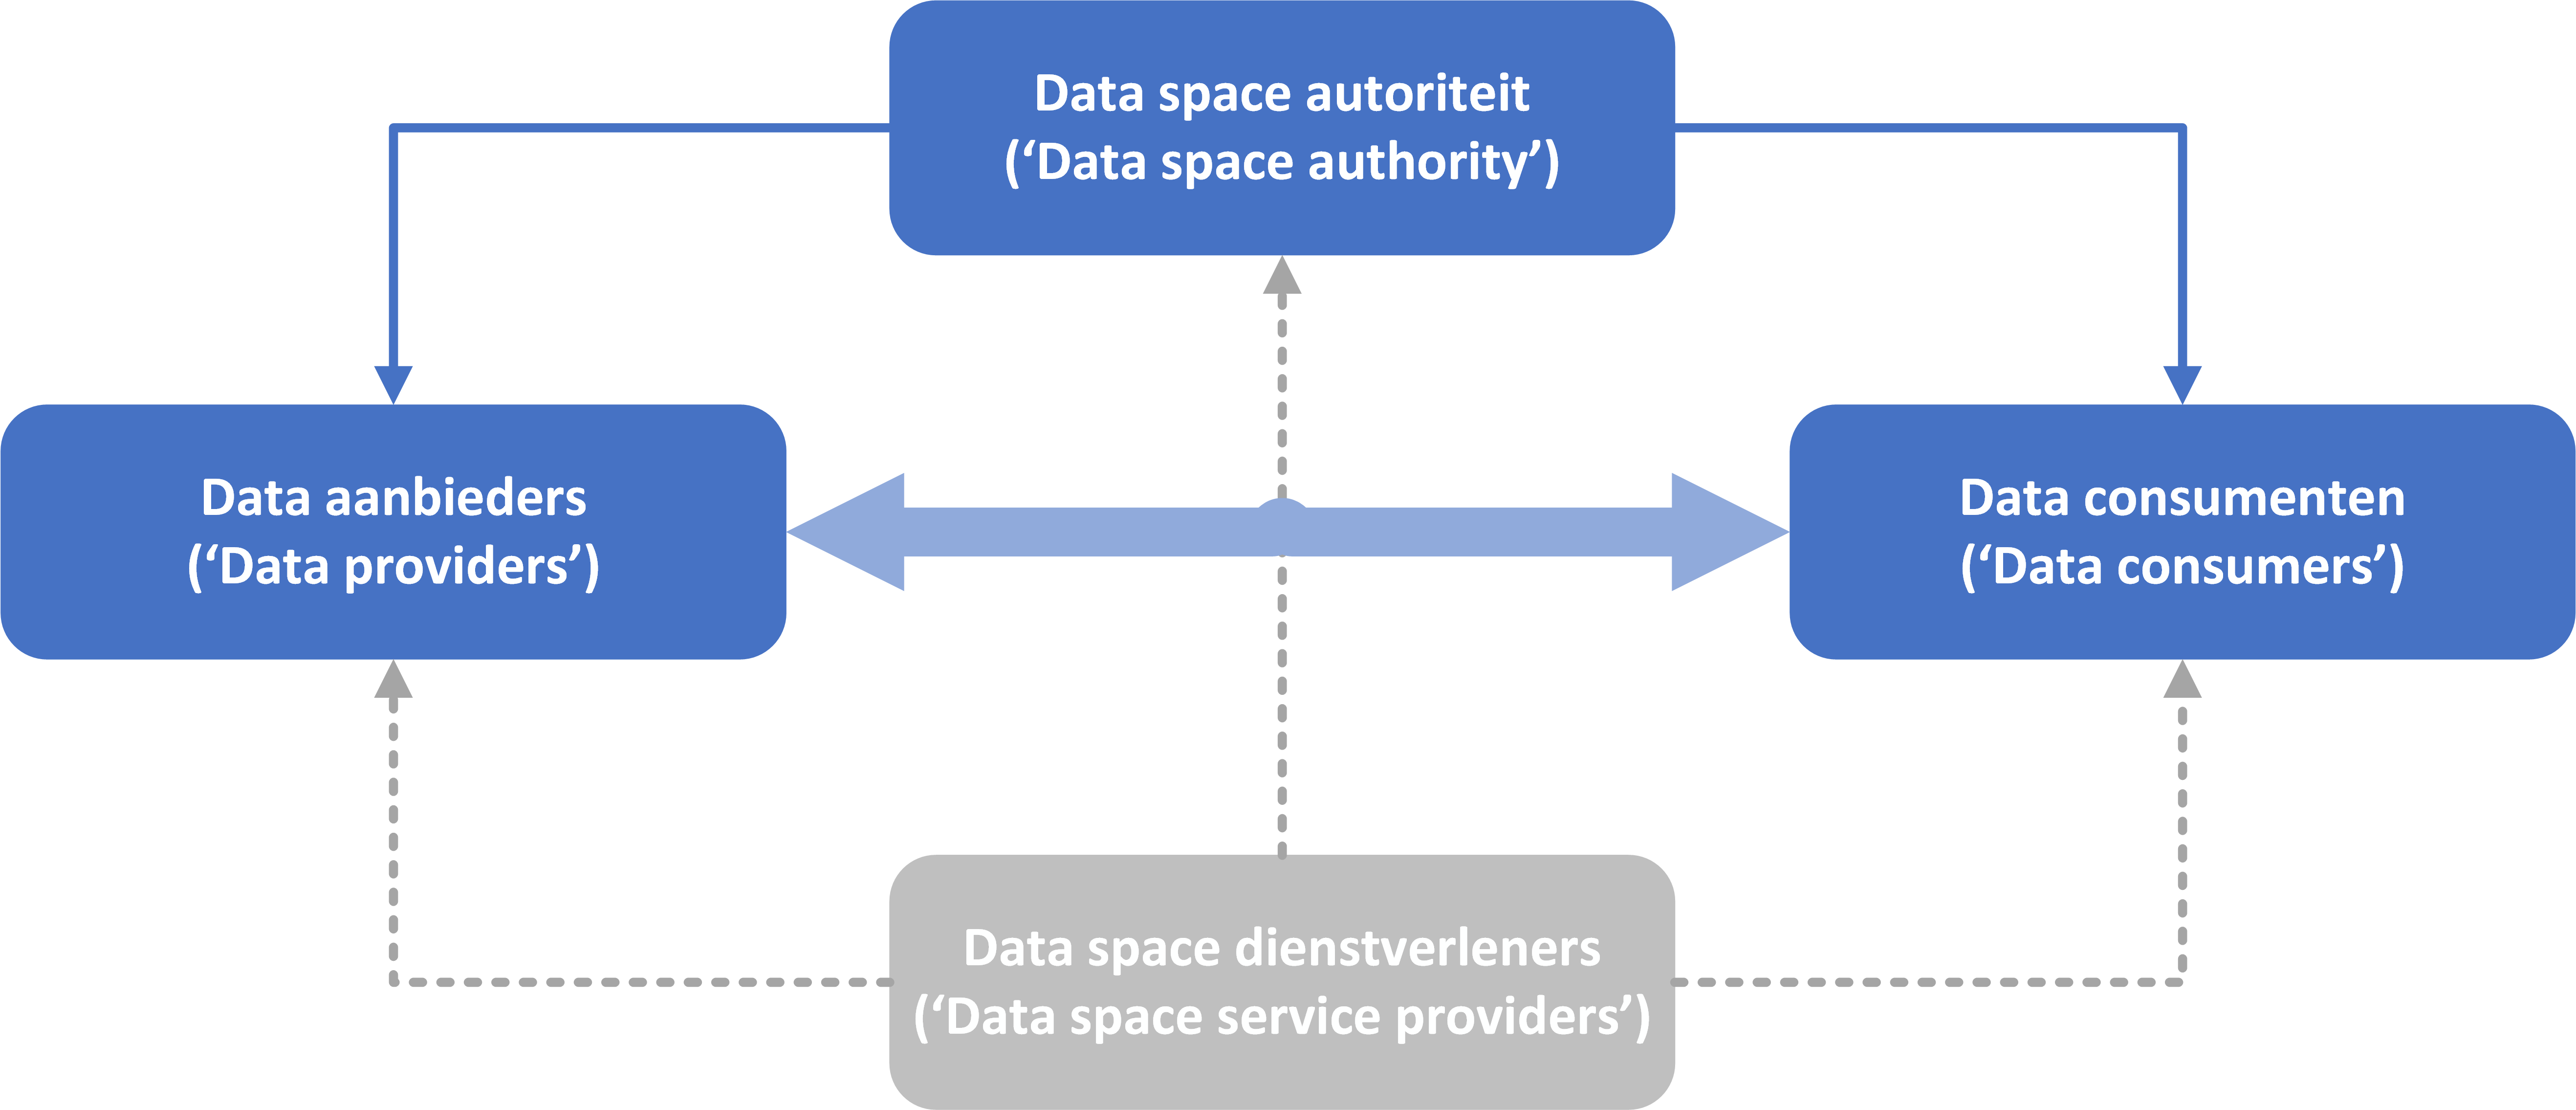 Data space autoriteit
(‘Data space authority’)
Data aanbieders
(‘Data providers’)
Data consumenten
(‘Data consumers’)
Data space dienstverleners
(‘Data space service providers’)